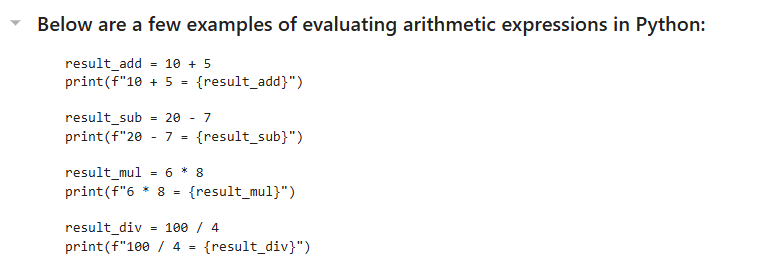 Below are a few examples of evaluating arithmetic expressions in Python:
result_add = 10 + 5
print(f"10 + 5 = {result_add}")
result_sub = 20 - 7
print(f"20 - 7 = {result_sub}")
result_mul = 6 * 8
print(f"6 * 8 = {result_mul}")
result_div = 100 / 4
print(f"100 / 4 = {result_div}")